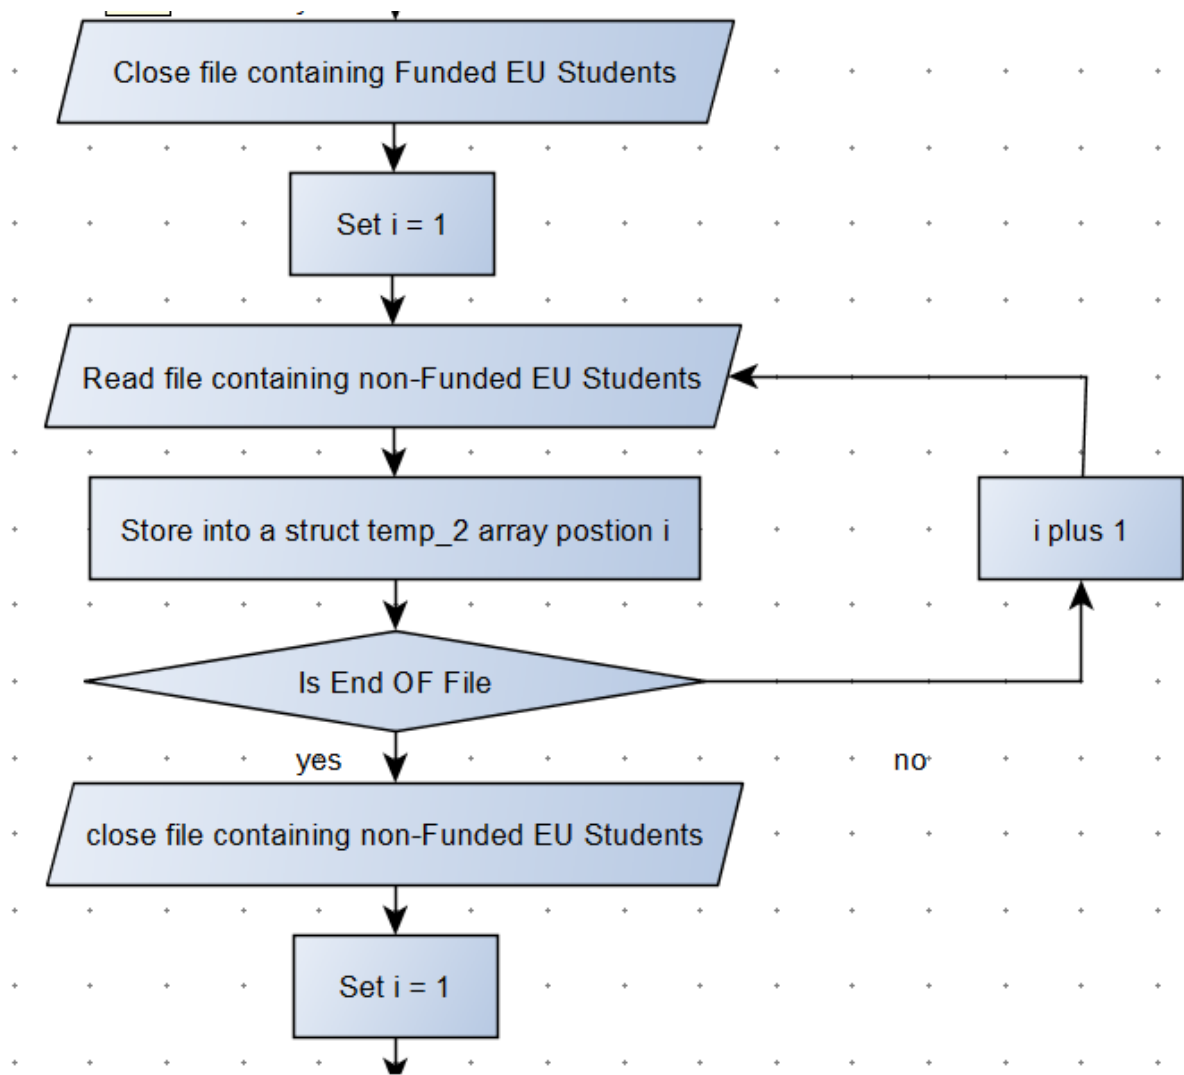 Close file containing Funded EU Students
Set i = 1
Read file containing non-Funded EU Students
Store into a struct temp_2 array postion i
i plus 1
Is End OF File
yes
no
close file containing non-Funded EU Students
Set i = 1